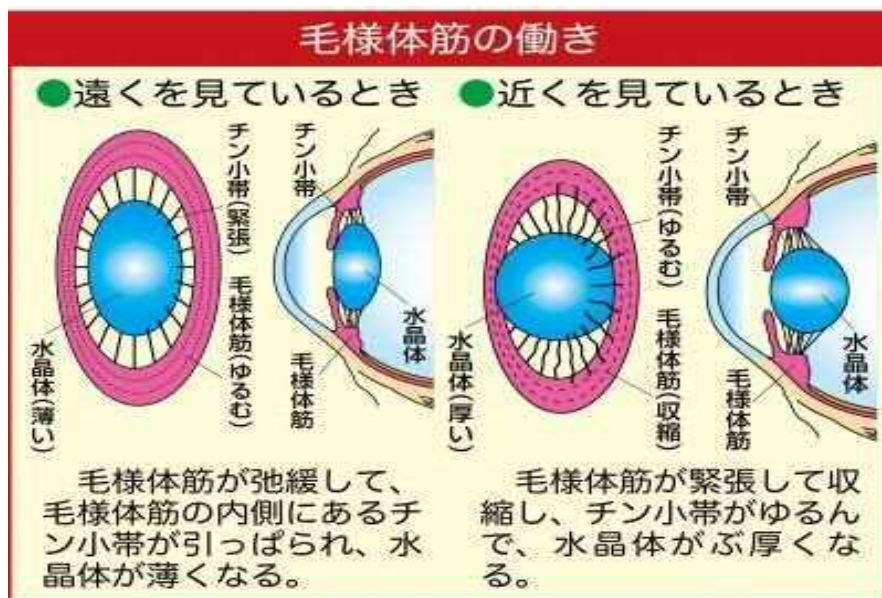 毛様体筋の働き
●遠くを見ているとき
チン小帯(緊張)
毛様体筋(ゆるむ)
水晶体(薄い)
チン小帯
水晶体
毛様体筋
毛様体筋が弛緩して、
毛様体筋の内側にあるチ
ン小帯が引っぱられ、水
晶体が薄くなる。
●近くを見ているとき
チン小帯(ゆるむ)
毛様体筋(収縮)
水晶体(厚い)
チン小帯
水晶体
毛様体筋
毛様体筋が緊張して収
縮し、チン小帯がゆるん
で、水晶体がぶ厚くな
る。